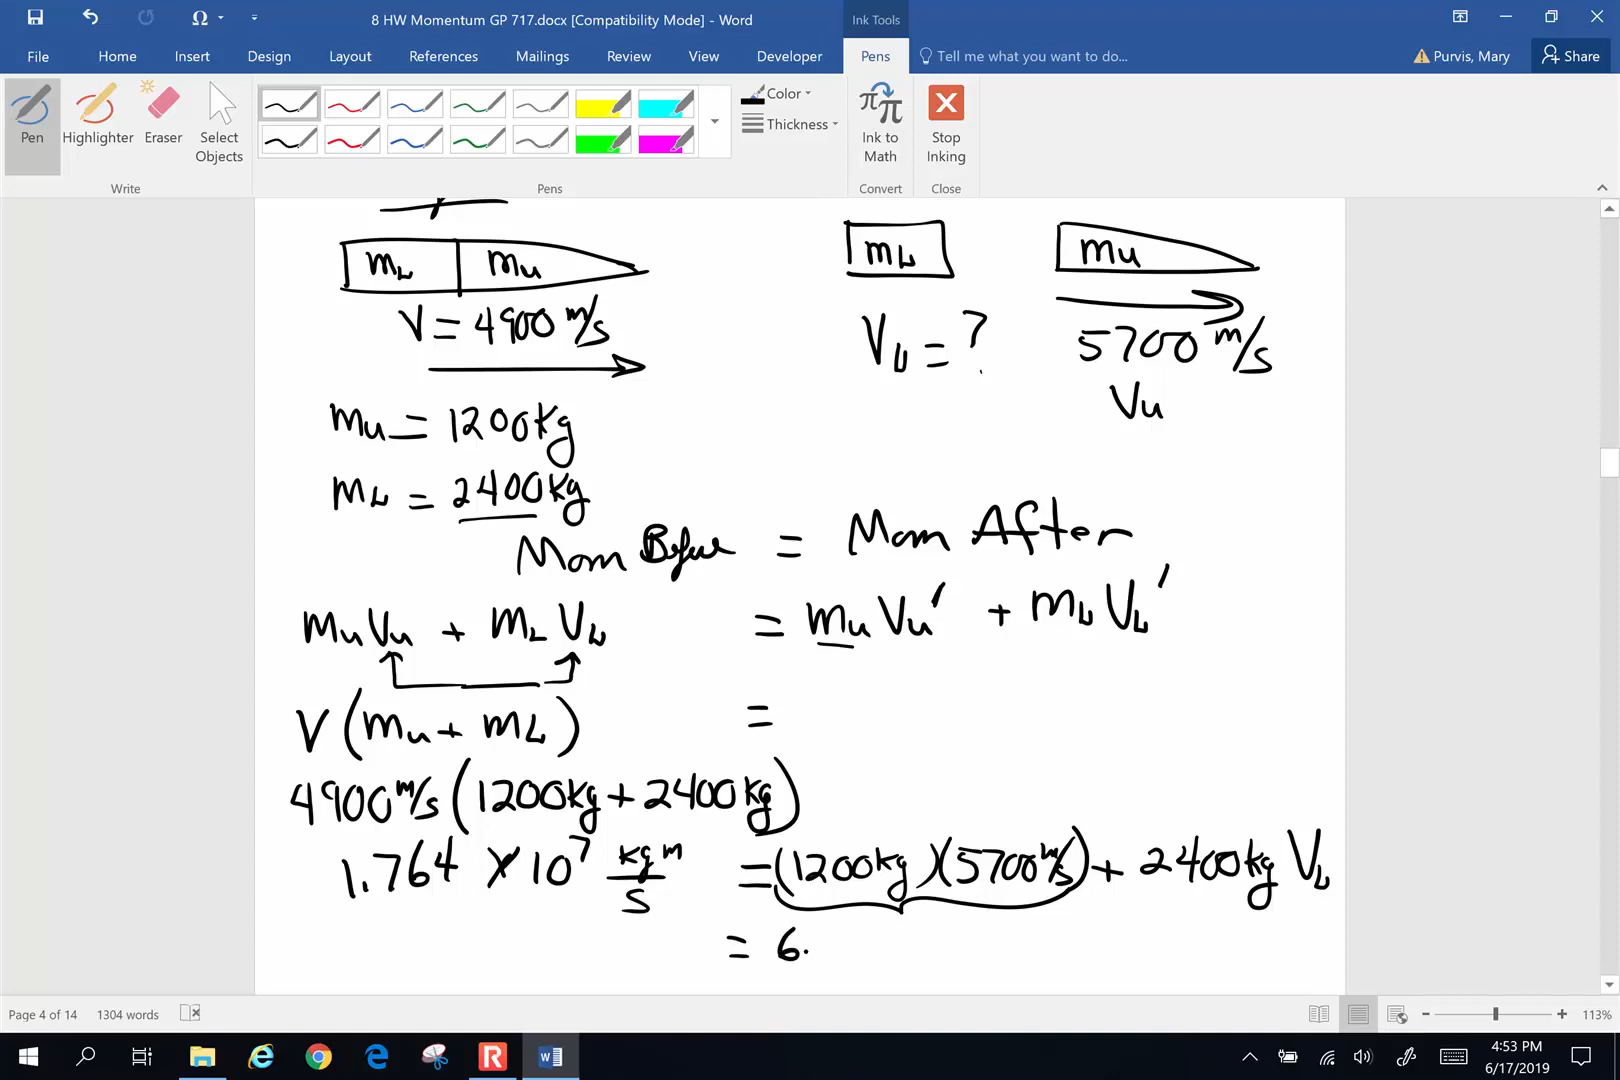 8 HW Momentum GP 717.docx [Compatibility Mode] - Word
Ink Tools
File Home Insert Design Layout References Mailings Review View Developer Pens Tell me what you want to do... Purvis, Mary Share
Pen Highlighter Eraser Select Objects
Color
Thickness
Ink to Math
Stop Inking
Write Pens Convert Close
mL mu
mL mu
V = 4900 m/s
VL = ?
5700 m/s
Vu
mu = 1200kg
mL = 2400kg
Mom Before = Mom After
muVu + mLVL = muVu' + mLVL'
V(mu + mL) =
4900 m/s (1200kg + 2400kg)
1.764 × 10⁷ kg m/s = (1200kg)(5700 m/s) + 2400kg VL
= 6.
Page 4 of 14 1304 words 113%
4:53 PM
6/17/2019